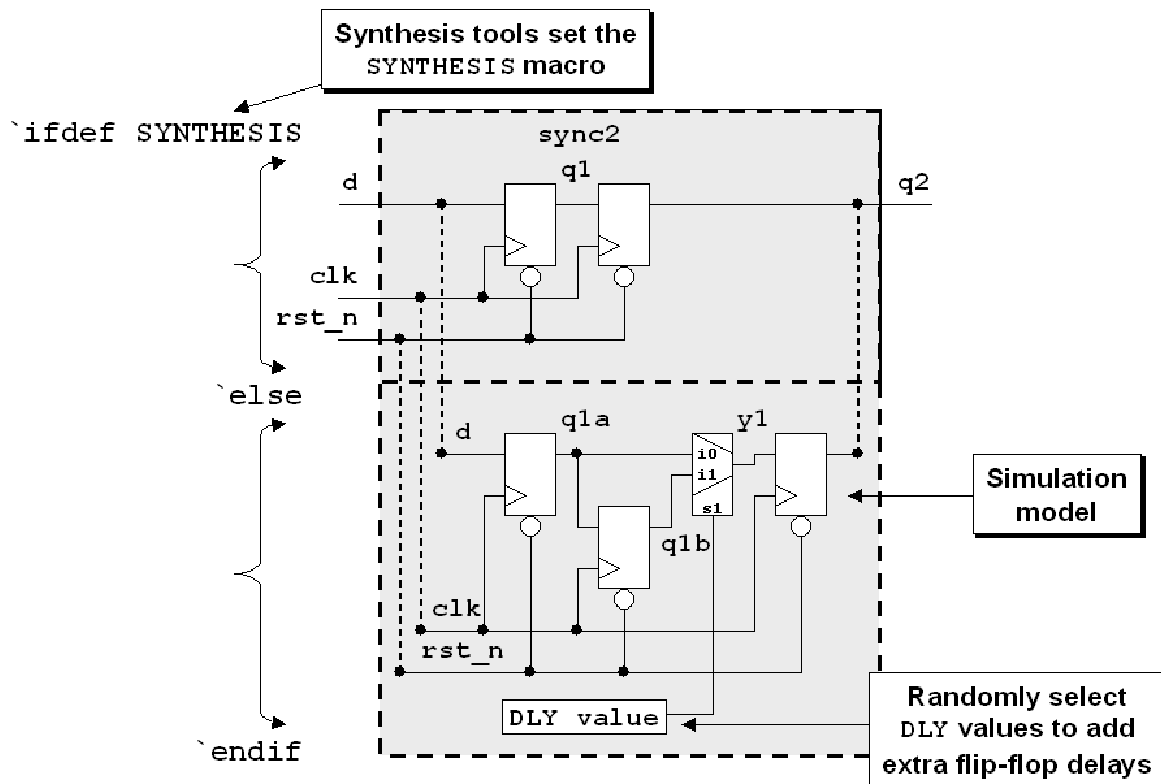 Synthesis tools set the
SYNTHESIS macro
`ifdef SYNTHESIS
sync2
q1
d
q2
clk
rst_n
`else
q1a
y1
d
i0
i1
s1
Simulation
model
q1b
clk
rst_n
DLY value
Randomly select
DLY values to add
extra flip-flop delays
`endif